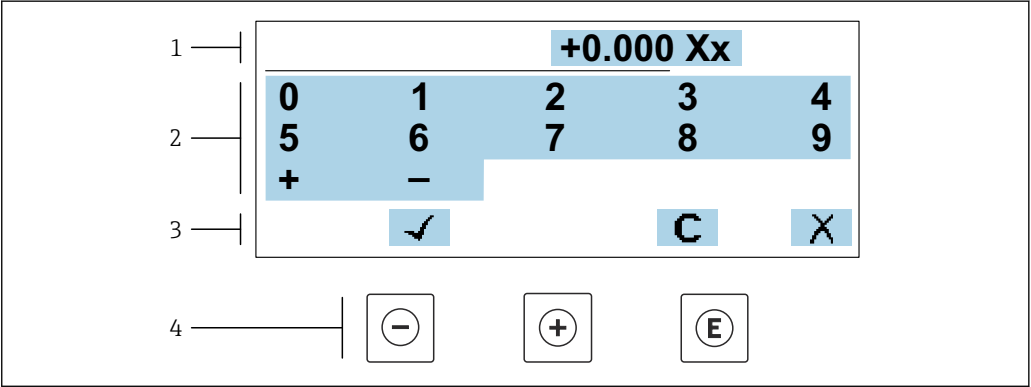 1 +0.000 Xx
0 1 2 3 4
2 5 6 7 8 9
+ −
3 ✓ C X
4 − + E